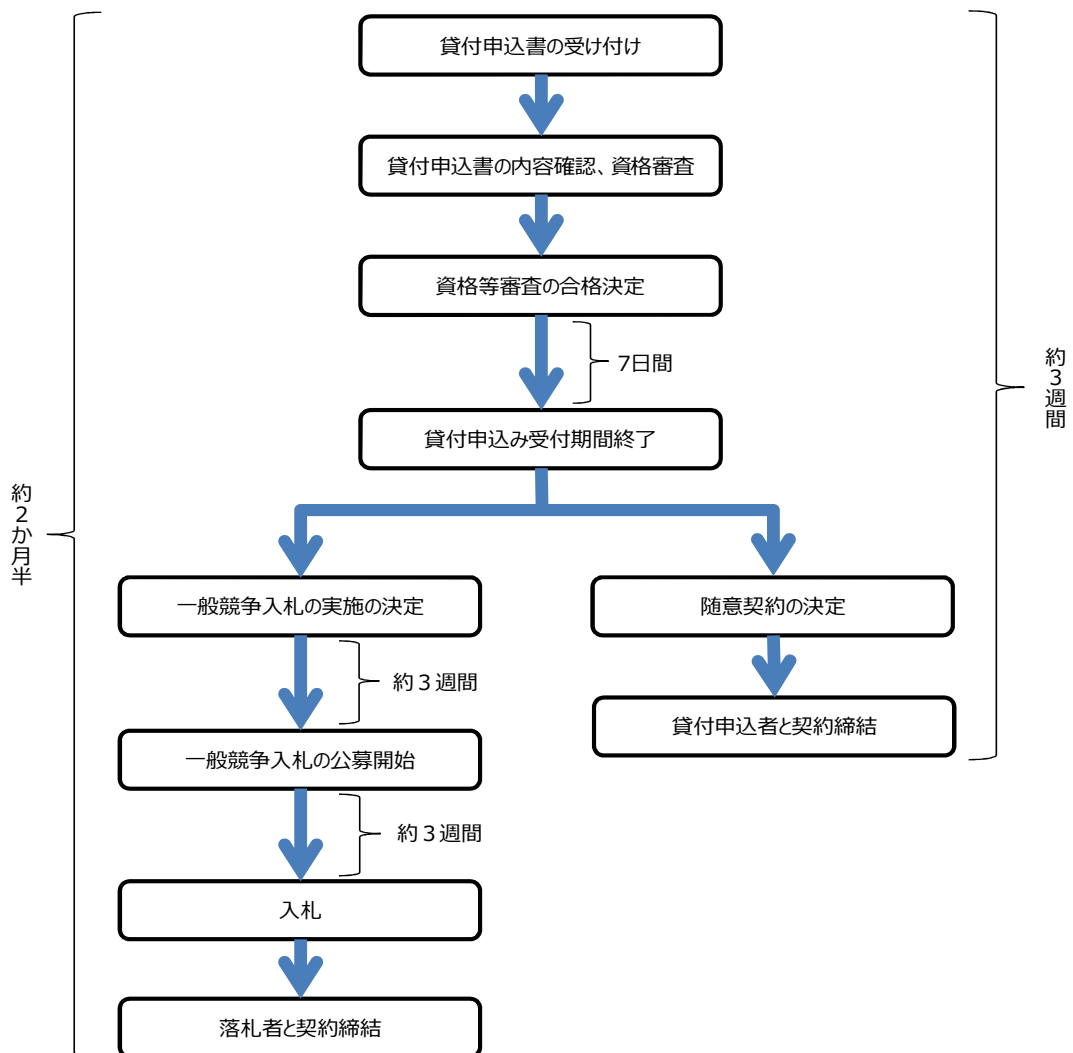 貸付申込書の受け付け
貸付申込書の内容確認、資格審査
資格等審査の合格決定
7日間
貸付申込み受付期間終了
約3週間
約2か月半
一般競争入札の実施の決定
随意契約の決定
約３週間
貸付申込者と契約締結
一般競争入札の公募開始
約３週間
入札
落札者と契約締結